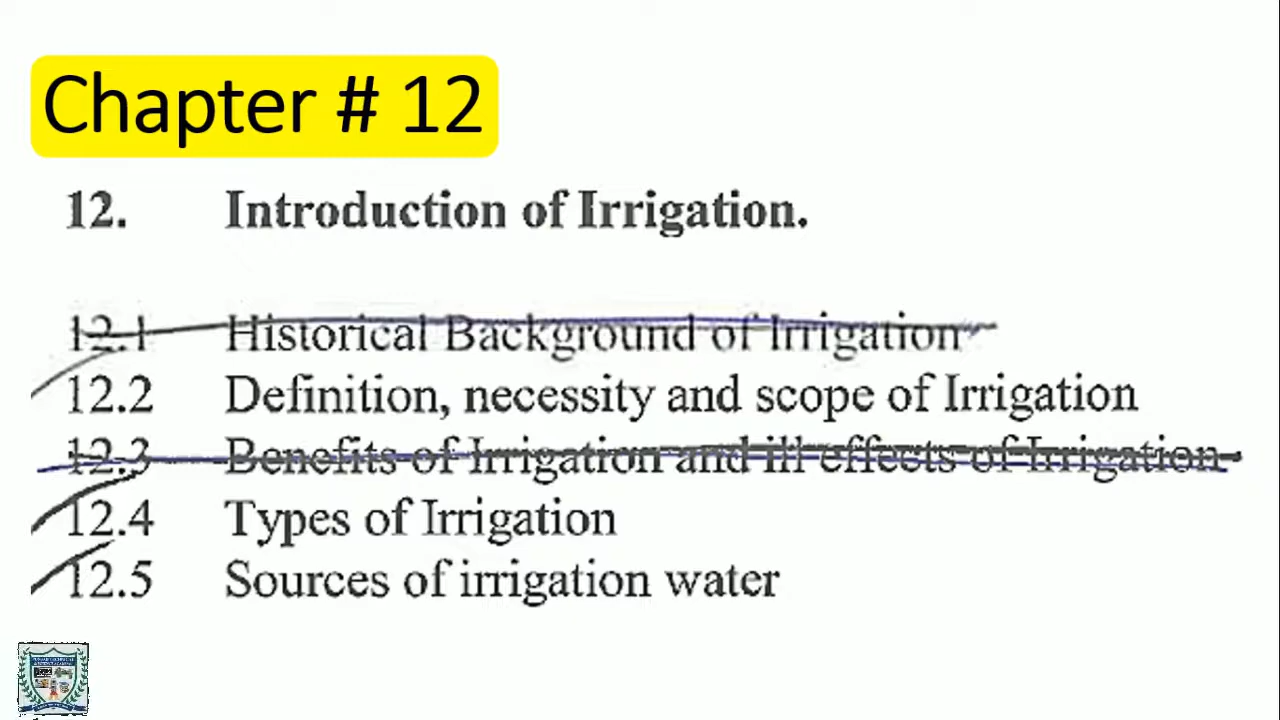 Chapter # 12
12. Introduction of Irrigation.
12.1 Historical Background of Irrigation
12.2 Definition, necessity and scope of Irrigation
12.3 Benefits of Irrigation and ill effects of Irrigation
12.4 Types of Irrigation
12.5 Sources of irrigation water